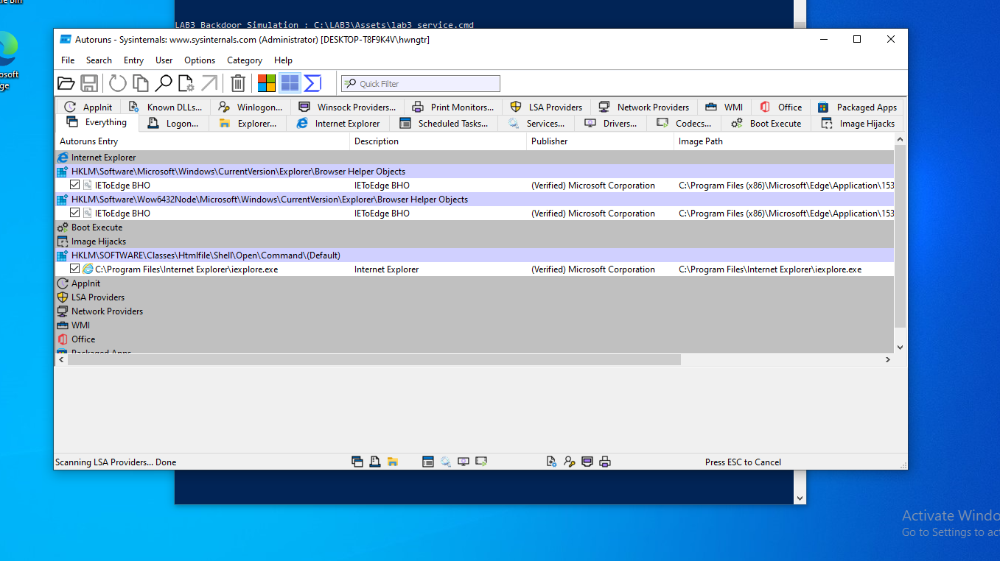 LAB3 Backdoor Simulation : C:\LAB3\Assets\lab3_service.cmd
Autoruns - Sysinternals: www.sysinternals.com (Administrator) [DESKTOP-T8F9K4V\hwngtr]
File Search Entry User Options Category Help
Quick Filter
AppInit Known DLLs... Winlogon... Winsock Providers... Print Monitors... LSA Providers Network Providers WMI Office Packaged Apps
Everything Logon... Explorer... Internet Explorer Scheduled Tasks... Services... Drivers... Codecs... Boot Execute Image Hijacks
Autoruns Entry Description Publisher Image Path
Internet Explorer
HKLM\Software\Microsoft\Windows\CurrentVersion\Explorer\Browser Helper Objects
IEToEdge BHO IEToEdge BHO (Verified) Microsoft Corporation C:\Program Files (x86)\Microsoft\Edge\Application\153
HKLM\Software\Wow6432Node\Microsoft\Windows\CurrentVersion\Explorer\Browser Helper Objects
IEToEdge BHO IEToEdge BHO (Verified) Microsoft Corporation C:\Program Files (x86)\Microsoft\Edge\Application\153
Boot Execute
Image Hijacks
HKLM\SOFTWARE\Classes\Htmlfile\Shell\Open\Command\(Default)
C:\Program Files\Internet Explorer\iexplore.exe Internet Explorer (Verified) Microsoft Corporation C:\Program Files\Internet Explorer\iexplore.exe
AppInit
LSA Providers
Network Providers
WMI
Office
Packaged Apps
Scanning LSA Providers... Done Press ESC to Cancel
osoft
ge
Activate Windo
Go to Settings to act